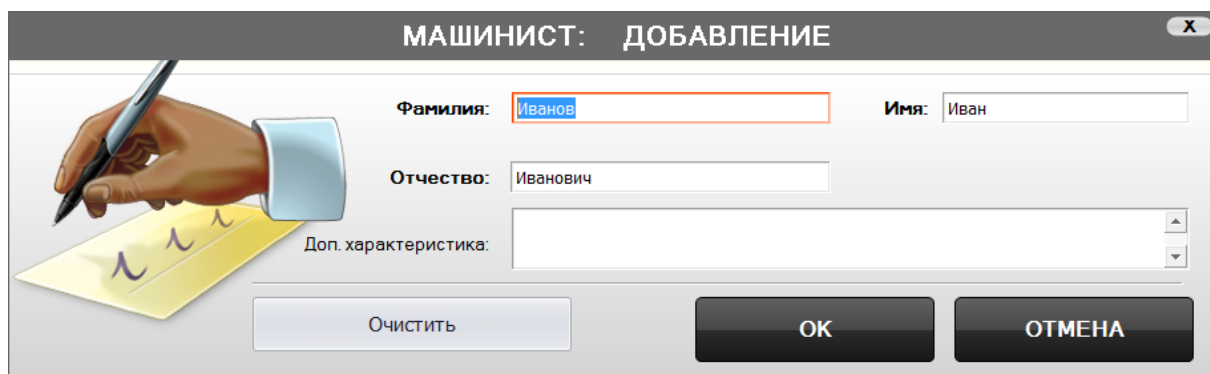 МАШИНИСТ: ДОБАВЛЕНИЕ
X
Фамилия: Иванов Имя: Иван
Отчество: Иванович
Доп. характеристика:
Очистить ОК ОТМЕНА